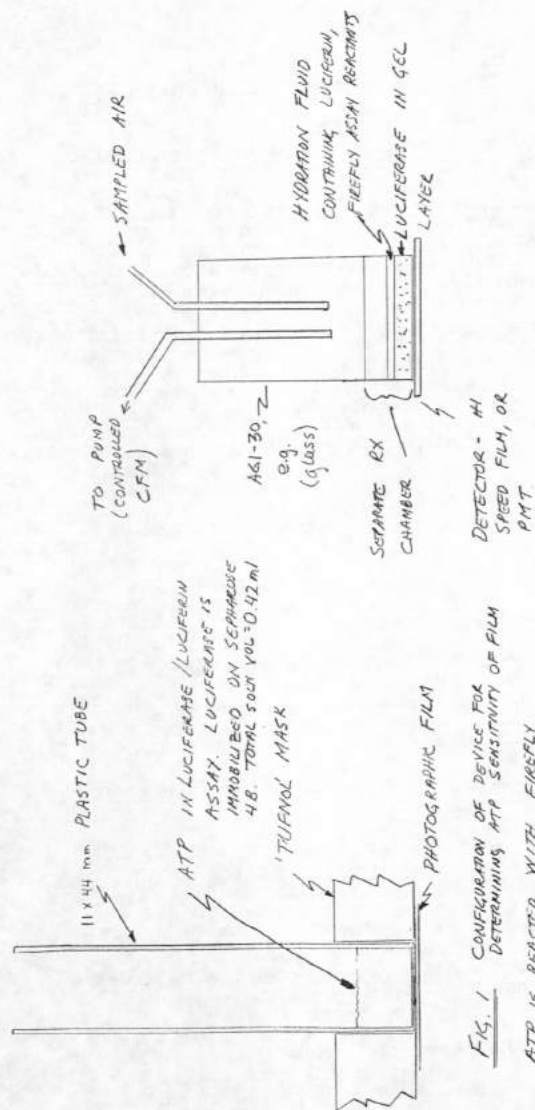 11 x 44 mm PLASTIC TUBE
ATP IN LUCIFERASE/LUCIFERIN
ASSAY. LUCIFERASE IS
IMMOBILIZED ON SEPHAROSE
4B. TOTAL SOLN VOL = 0.42 ml
'TRUFNOL' MASK
PHOTOGRAPHIC FILM
FIG. 1 CONFIGURATION OF DEVICE FOR
DETERMINING ATP SENSITIVITY OF FILM
ATP IS REACTED WITH FIREFLY
TO PUMP
(CONTROLLED
CFM)
SAMPLED AIR
AGI-30,
e.g.
(glass)
HYDRATION FLUID
CONTAINING, LUCIFERIN,
FIREFLY ASSAY REACTANTS
LUCIFERASE IN GEL
LAYER
SEPARATE RX
CHAMBER
DETECTOR - HI
SPEED FILM, OR
PMT.